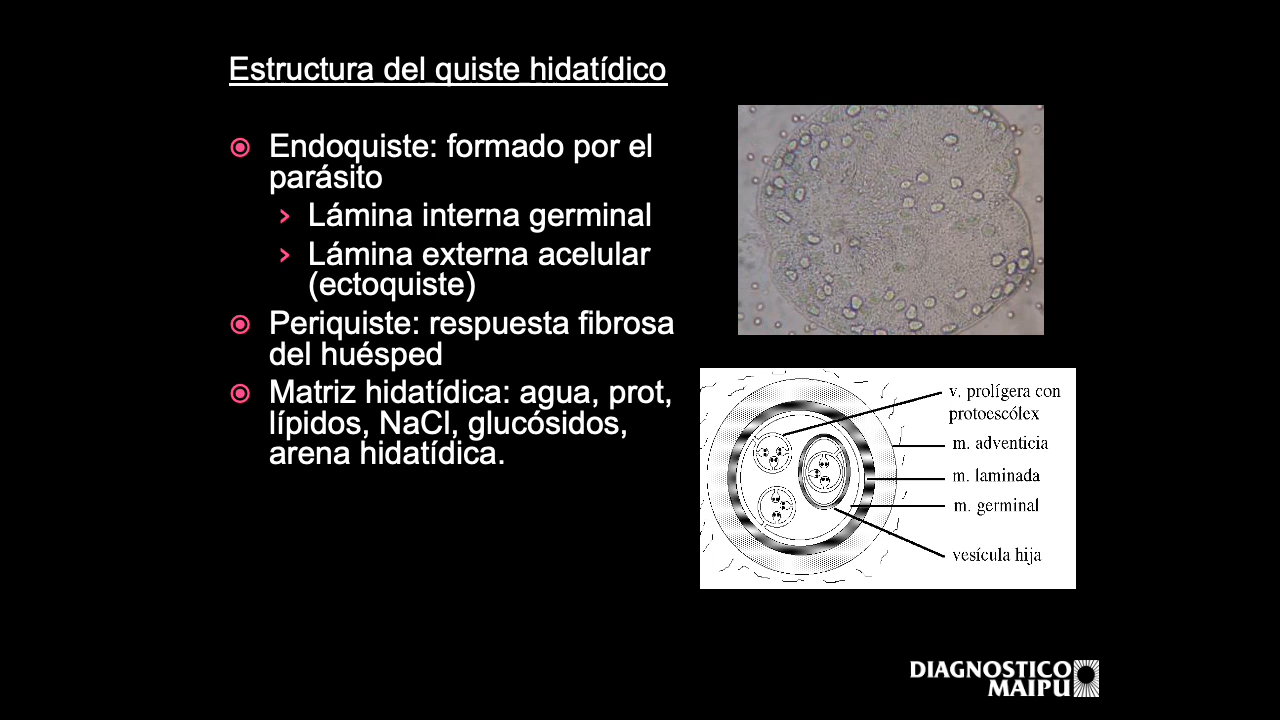 Estructura del quiste hidatídico
Endoquiste: formado por el
parásito
Lámina interna germinal
Lámina externa acelular
(ectoquiste)
Periquiste: respuesta fibrosa
del huésped
Matriz hidatídica: agua, prot,
lípidos, NaCl, glucósidos,
arena hidatídica.
v. prolígera con
protoescólex
m. adventicia
m. laminada
m. germinal
vesícula hija
DIAGNOSTICO
MAIPU